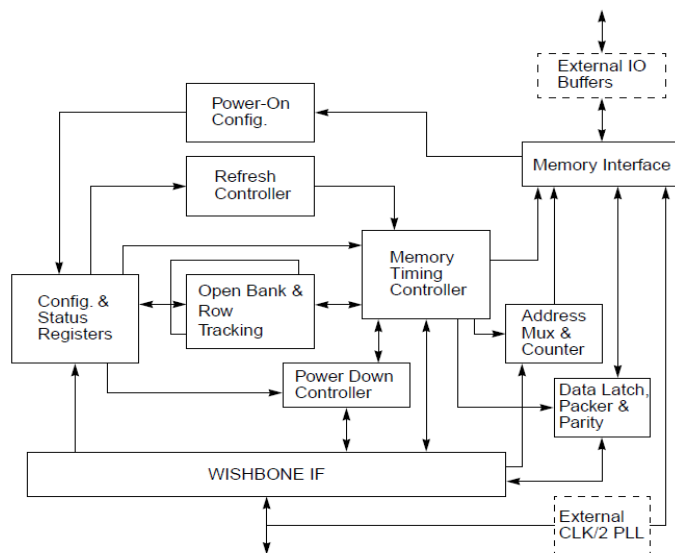 External IO
Buffers
Power-On
Config.
Memory Interface
Refresh
Controller
Memory
Timing
Controller
Config. &
Status
Registers
Open Bank &
Row
Tracking
Address
Mux &
Counter
Power Down
Controller
Data Latch,
Packer &
Parity
WISHBONE IF
External
CLK/2 PLL